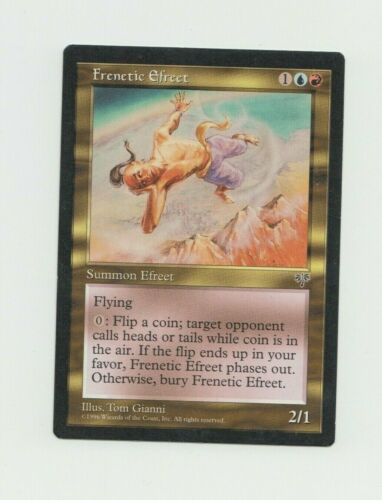 Frenetic Efreet 1
Summon Efreet
Flying
0: Flip a coin; target opponent
calls heads or tails while coin is in
the air. If the flip ends up in your
favor, Frenetic Efreet phases out.
Otherwise, bury Frenetic Efreet.
Illus. Tom Gianni
©1996 Wizards of the Coast, Inc. All rights reserved.
2/1